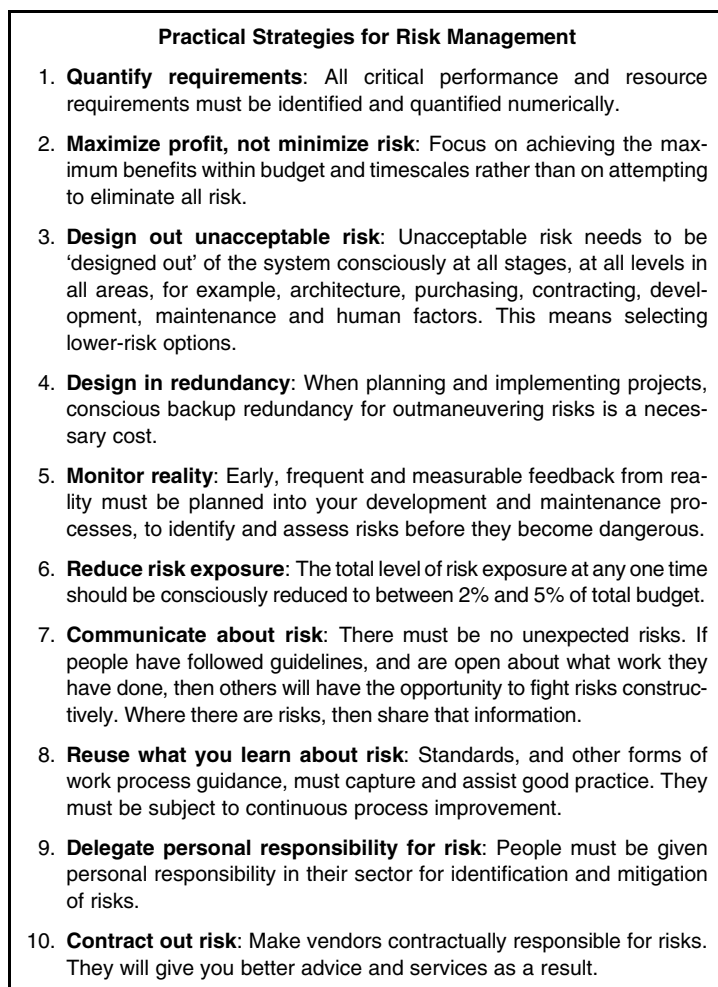 Practical Strategies for Risk Management
1. Quantify requirements: All critical performance and resource
requirements must be identified and quantified numerically.
2. Maximize profit, not minimize risk: Focus on achieving the max-
imum benefits within budget and timescales rather than on attempting
to eliminate all risk.
3. Design out unacceptable risk: Unacceptable risk needs to be
‘designed out’ of the system consciously at all stages, at all levels in
all areas, for example, architecture, purchasing, contracting, devel-
opment, maintenance and human factors. This means selecting
lower-risk options.
4. Design in redundancy: When planning and implementing projects,
conscious backup redundancy for outmaneuvering risks is a neces-
sary cost.
5. Monitor reality: Early, frequent and measurable feedback from rea-
lity must be planned into your development and maintenance pro-
cesses, to identify and assess risks before they become dangerous.
6. Reduce risk exposure: The total level of risk exposure at any one time
should be consciously reduced to between 2% and 5% of total budget.
7. Communicate about risk: There must be no unexpected risks. If
people have followed guidelines, and are open about what work they
have done, then others will have the opportunity to fight risks construc-
tively. Where there are risks, then share that information.
8. Reuse what you learn about risk: Standards, and other forms of
work process guidance, must capture and assist good practice. They
must be subject to continuous process improvement.
9. Delegate personal responsibility for risk: People must be given
personal responsibility in their sector for identification and mitigation
of risks.
10. Contract out risk: Make vendors contractually responsible for risks.
They will give you better advice and services as a result.